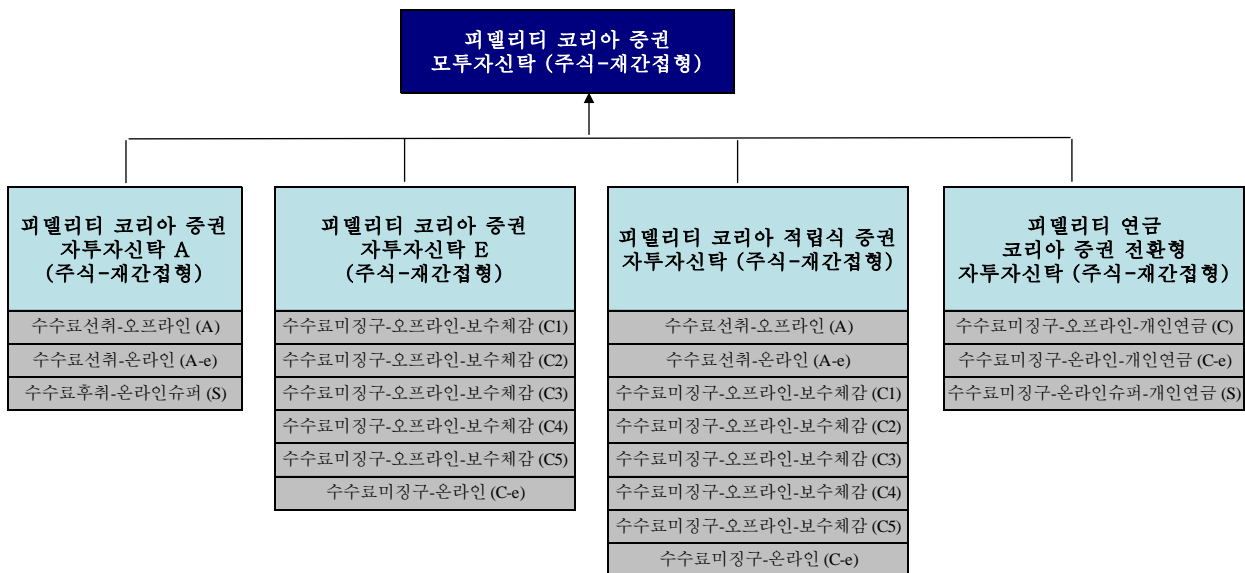 피델리티 코리아 증권
모투자신탁 (주식-재간접형)
피델리티 코리아 증권
자투자신탁 A
(주식-재간접형)
수수료선취-오프라인 (A)
수수료선취-온라인 (A-e)
수수료후취-온라인슈퍼 (S)
피델리티 코리아 증권
자투자신탁 E
(주식-재간접형)
수수료미징구-오프라인-보수체감 (C1)
수수료미징구-오프라인-보수체감 (C2)
수수료미징구-오프라인-보수체감 (C3)
수수료미징구-오프라인-보수체감 (C4)
수수료미징구-오프라인-보수체감 (C5)
수수료미징구-온라인 (C-e)
피델리티 코리아 적립식 증권
자투자신탁 (주식-재간접형)
수수료선취-오프라인 (A)
수수료선취-온라인 (A-e)
수수료미징구-오프라인-보수체감 (C1)
수수료미징구-오프라인-보수체감 (C2)
수수료미징구-오프라인-보수체감 (C3)
수수료미징구-오프라인-보수체감 (C4)
수수료미징구-오프라인-보수체감 (C5)
수수료미징구-온라인 (C-e)
피델리티 연금
코리아 증권 전환형
자투자신탁 (주식-재간접형)
수수료미징구-오프라인-개인연금 (C)
수수료미징구-온라인-개인연금 (C-e)
수수료미징구-온라인슈퍼-개인연금 (S)